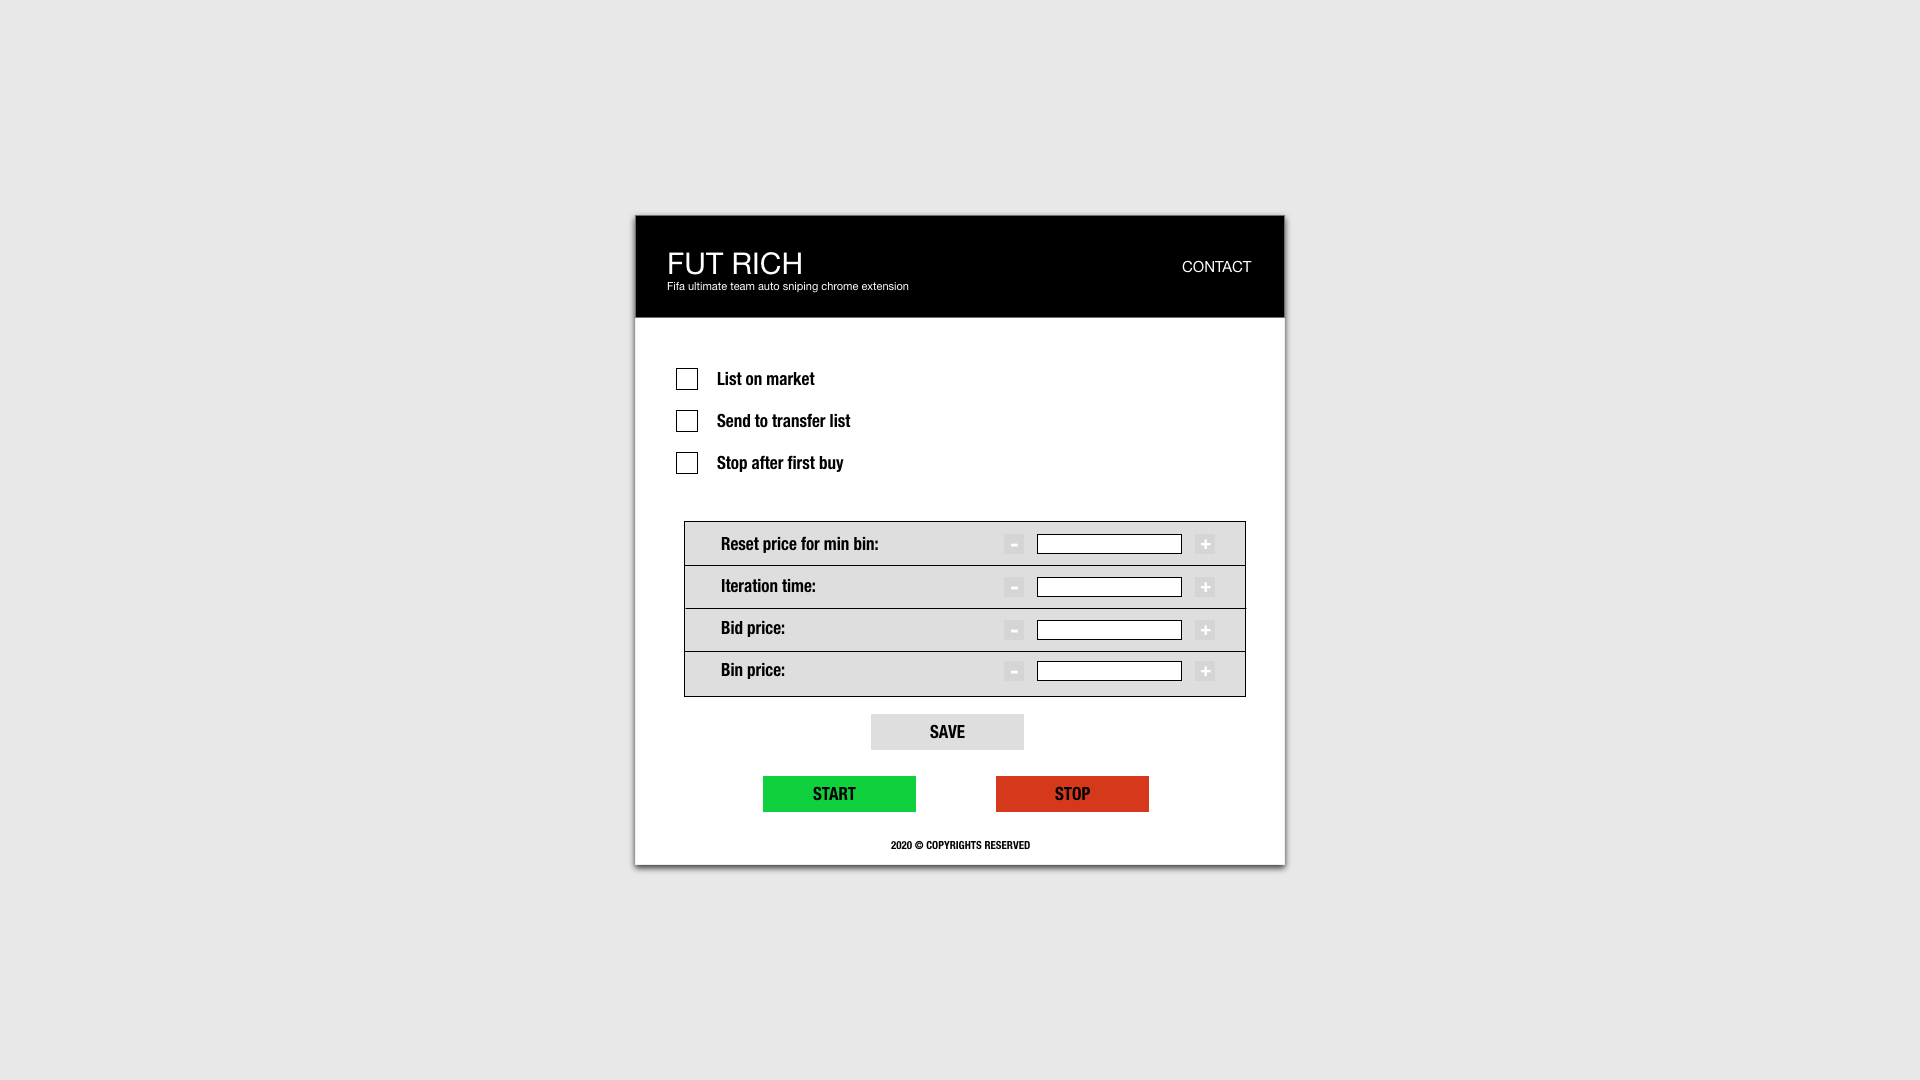 FUT RICH
CONTACT
Fifa ultimate team auto sniping chrome extension
List on market
Send to transfer list
Stop after first buy
Reset price for min bin: - +
Iteration time: - +
Bid price: - +
Bin price: - +
SAVE
START STOP
2020 © COPYRIGHTS RESERVED